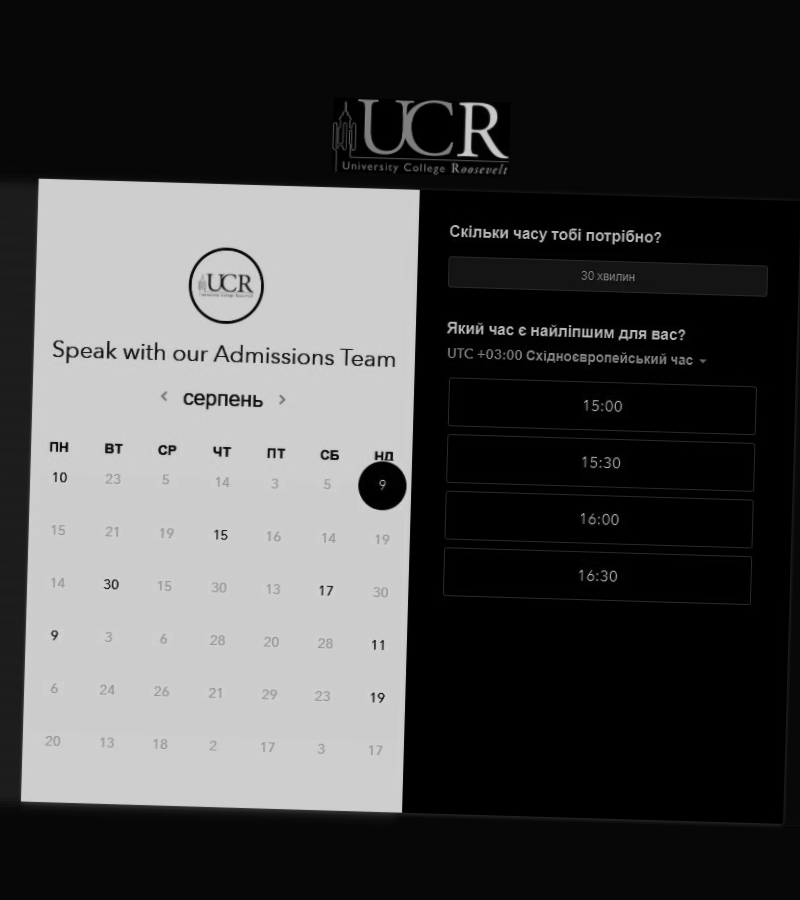 UCR
University College Roosevelt
UCR
University College Roosevelt
Speak with our Admissions Team
серпень
ПН ВТ СР ЧТ ПТ СБ НД
10 23 5 14 3 5 9
15 21 19 15 16 14 19
14 30 15 30 13 17 30
9 3 6 28 20 28 11
6 24 26 21 29 23 19
20 13 18 2 17 3 17
Скільки часу тобі потрібно?
30 хвилин
Який час є найліпшим для вас?
UTC +03:00 Східноєвропейський час
15:00
15:30
16:00
16:30